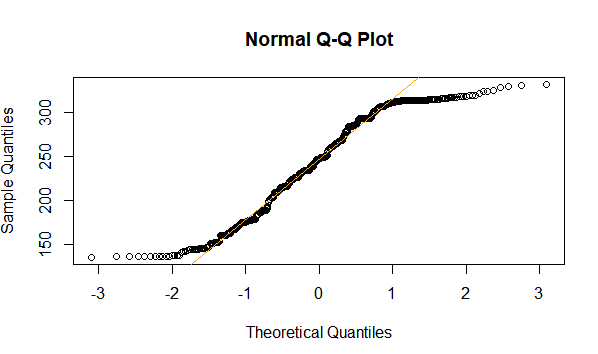 Normal Q-Q Plot
Sample Quantiles
300
250
200
150
-3 -2 -1 0 1 2 3
Theoretical Quantiles